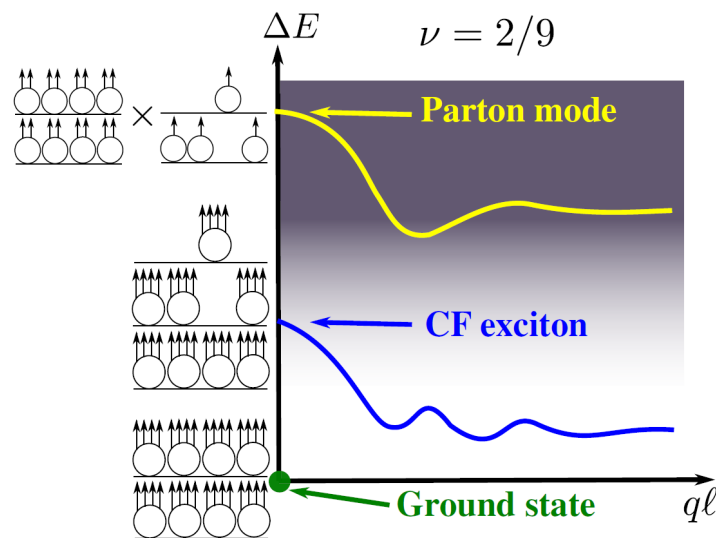 ΔE
ν = 2/9
×
Parton mode
CF exciton
Ground state
qℓ